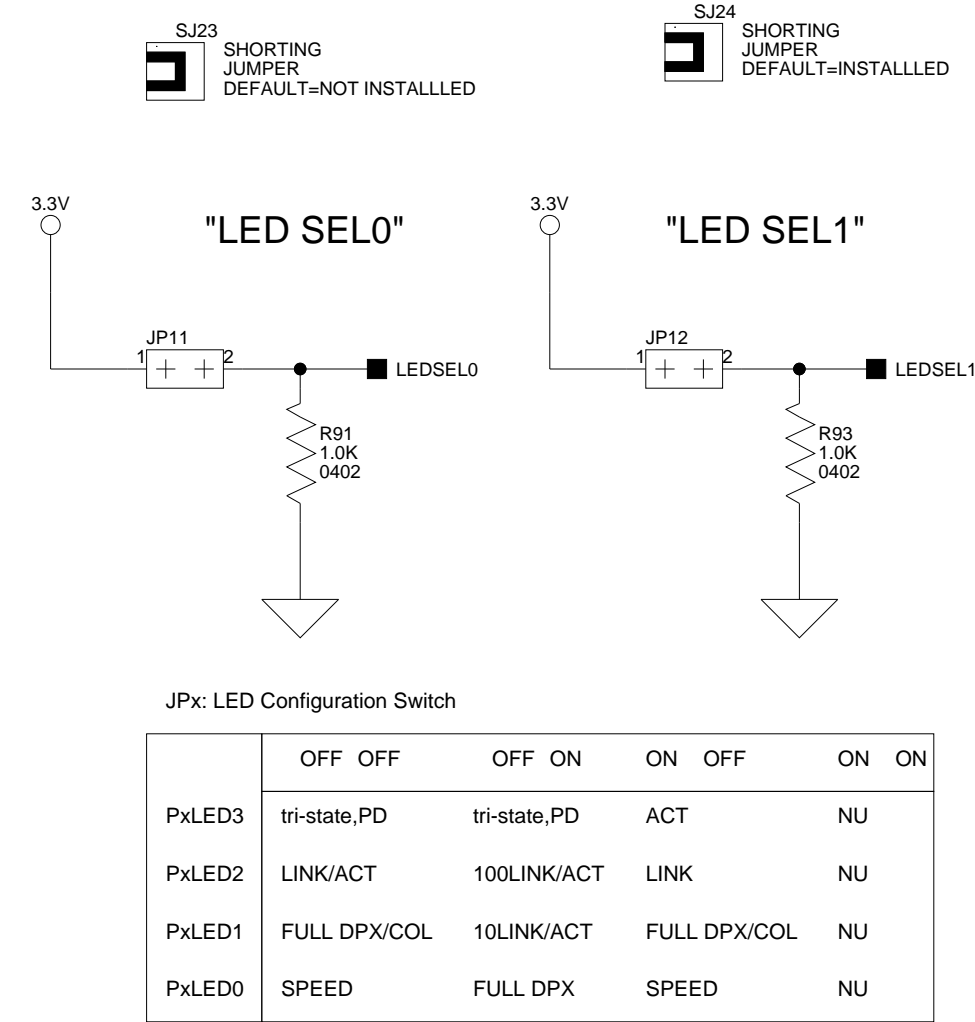 SJ23
SHORTING
JUMPER
DEFAULT=NOT INSTALLLED
SJ24
SHORTING
JUMPER
DEFAULT=INSTALLLED
3.3V
"LED SEL0"
3.3V
"LED SEL1"
JP11
1 + + 2
LEDSEL0
JP12
1 + + 2
LEDSEL1
R91
1.0K
0402
R93
1.0K
0402
JPx: LED Configuration Switch
OFF OFF OFF ON ON OFF ON ON
PxLED3 tri-state,PD tri-state,PD ACT NU
PxLED2 LINK/ACT 100LINK/ACT LINK NU
PxLED1 FULL DPX/COL 10LINK/ACT FULL DPX/COL NU
PxLED0 SPEED FULL DPX SPEED NU